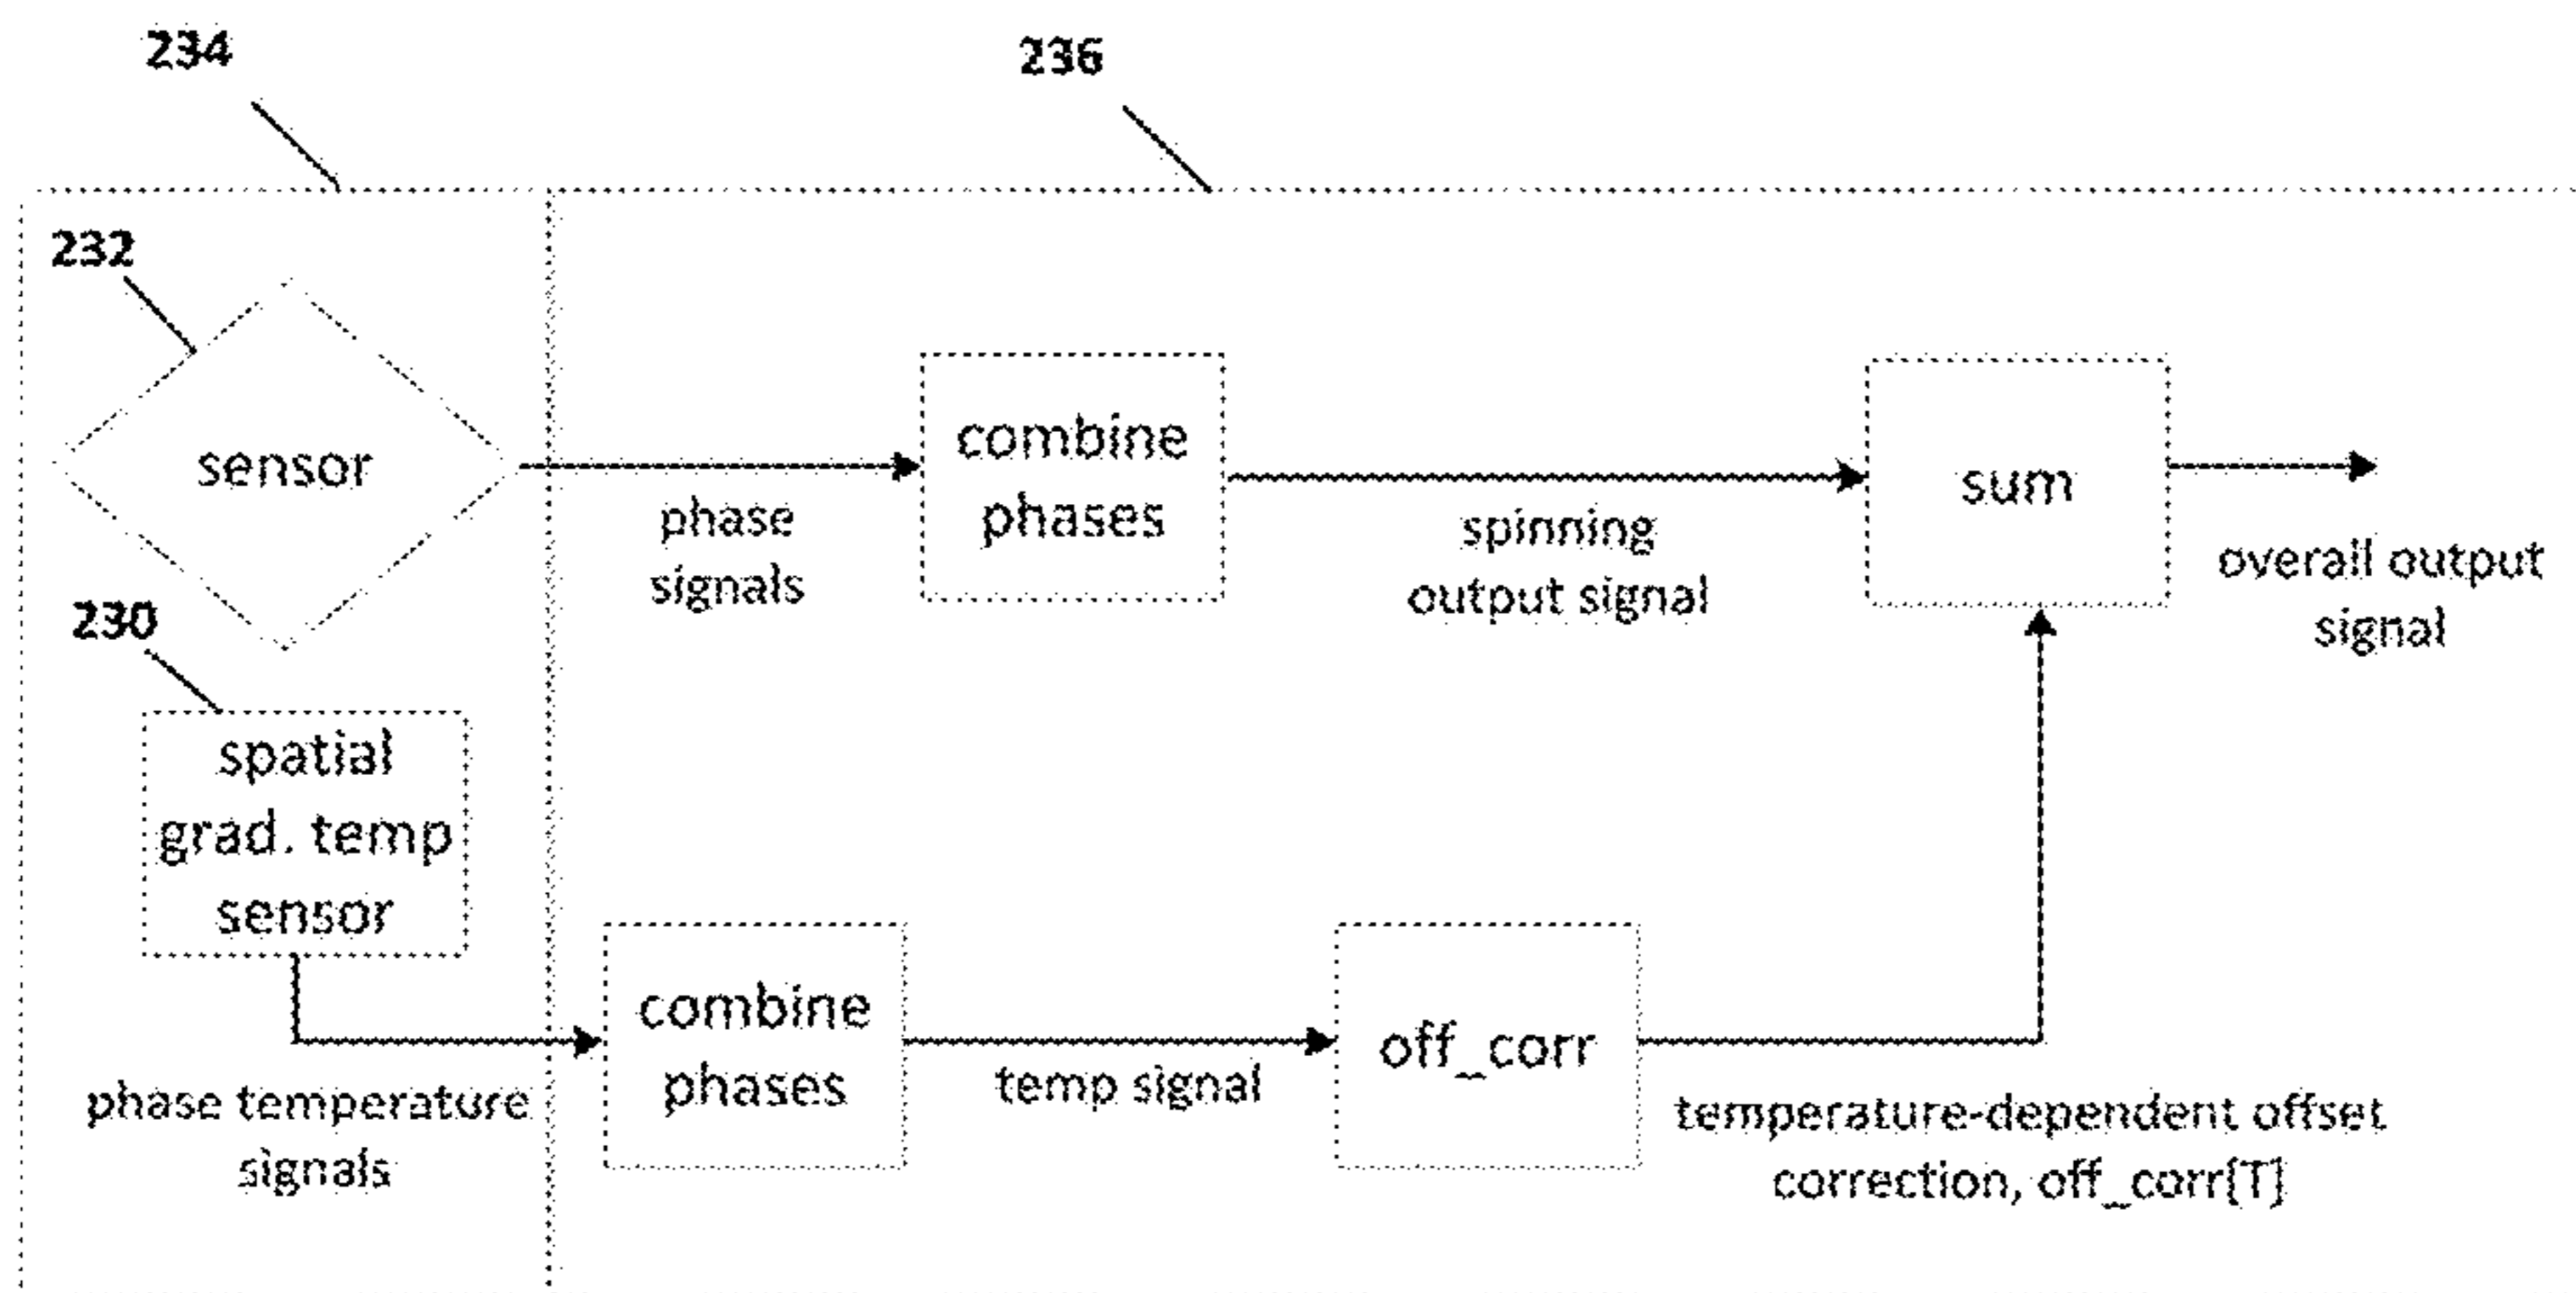 234
236
232
sensor
combine
phases
sum
phase
signals
spinning
output signal
overall output
signal
230
spatial
grad. temp
sensor
combine
phases
off_corr
temp signal
phase temperature
signals
temperature-dependent offset
correction, off_corr[T]